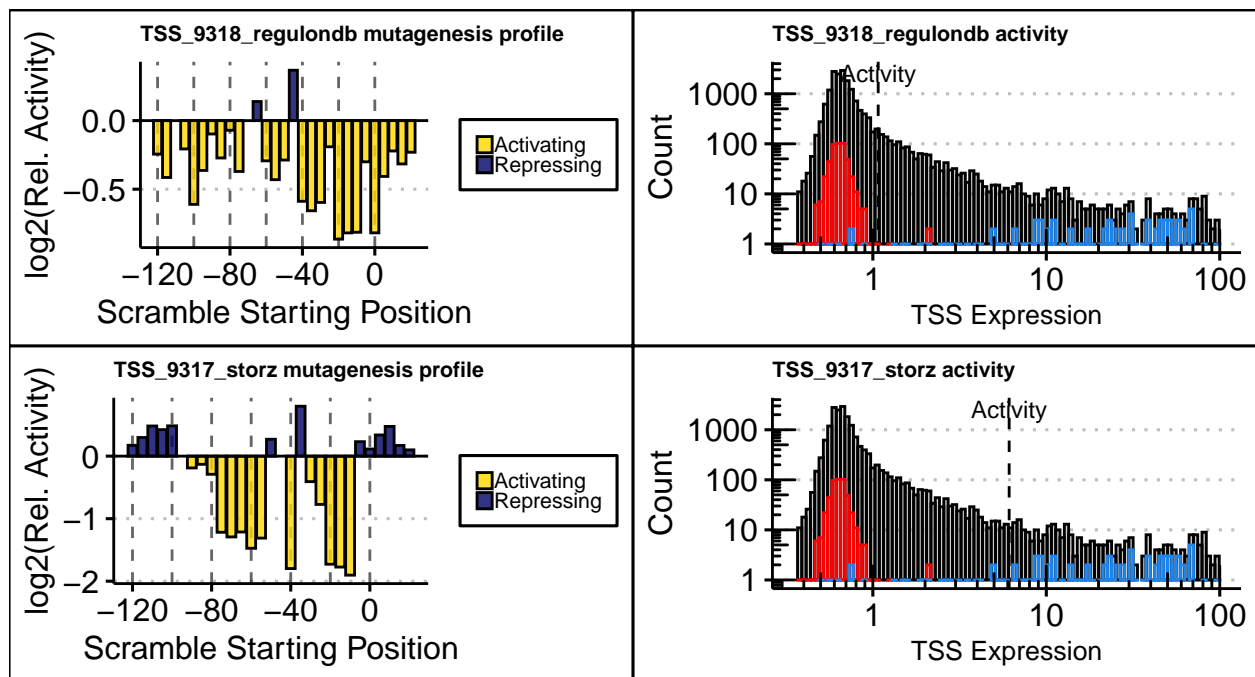 TSS_9318_regulondb mutagenesis profile
log2(Rel. Activity)
0.0
−0.5
−120 −80 −40 0
Scramble Starting Position
Activating
Repressing
TSS_9318_regulondb activity
Activity
Count
1000
100
10
1
1 10 100
TSS Expression
TSS_9317_storz mutagenesis profile
log2(Rel. Activity)
0
−1
−2
−120 −80 −40 0
Scramble Starting Position
Activating
Repressing
TSS_9317_storz activity
Activity
Count
1000
100
10
1
1 10 100
TSS Expression